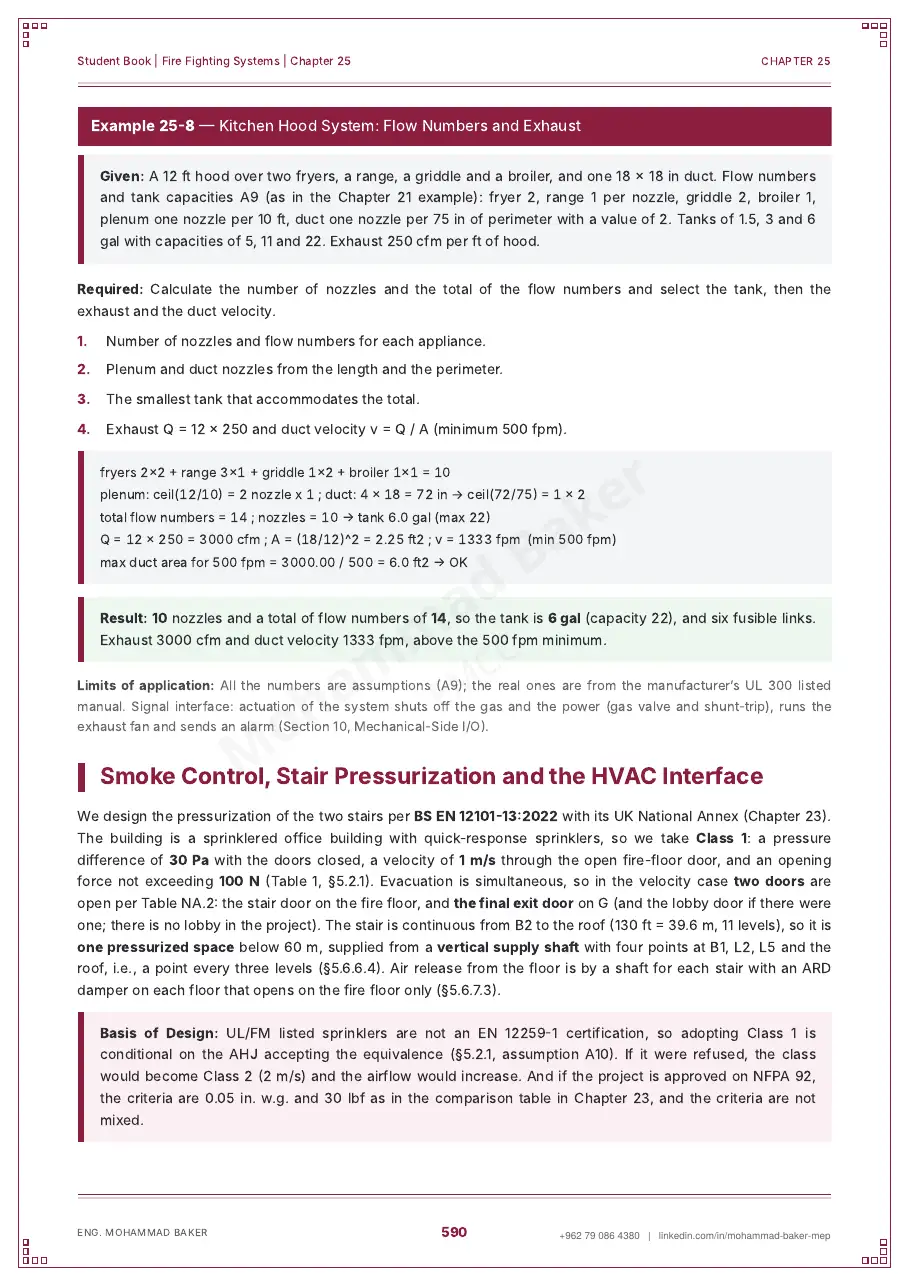 Student Book | Fire Fighting Systems | Chapter 25
CHAPTER 25
Example 25-8 — Kitchen Hood System: Flow Numbers and Exhaust
Given: A 12 ft hood over two fryers, a range, a griddle and a broiler, and one 18 × 18 in duct. Flow numbers
and tank capacities A9 (as in the Chapter 21 example): fryer 2, range 1 per nozzle, griddle 2, broiler 1,
plenum one nozzle per 10 ft, duct one nozzle per 75 in of perimeter with a value of 2. Tanks of 1.5, 3 and 6
gal with capacities of 5, 11 and 22. Exhaust 250 cfm per ft of hood.
Required: Calculate the number of nozzles and the total of the flow numbers and select the tank, then the
exhaust and the duct velocity.
1. Number of nozzles and flow numbers for each appliance.
2. Plenum and duct nozzles from the length and the perimeter.
3. The smallest tank that accommodates the total.
4. Exhaust Q = 12 × 250 and duct velocity v = Q / A (minimum 500 fpm).
fryers 2×2 + range 3×1 + griddle 1×2 + broiler 1×1 = 10
plenum: ceil(12/10) = 2 nozzle x 1 ; duct: 4 × 18 = 72 in → ceil(72/75) = 1 × 2
total flow numbers = 14 ; nozzles = 10 → tank 6.0 gal (max 22)
Q = 12 × 250 = 3000 cfm ; A = (18/12)^2 = 2.25 ft2 ; v = 1333 fpm (min 500 fpm)
max duct area for 500 fpm = 3000.00 / 500 = 6.0 ft2 → OK
Result: 10 nozzles and a total of flow numbers of 14, so the tank is 6 gal (capacity 22), and six fusible links.
Exhaust 3000 cfm and duct velocity 1333 fpm, above the 500 fpm minimum.
Limits of application: All the numbers are assumptions (A9); the real ones are from the manufacturer's UL 300 listed
manual. Signal interface: actuation of the system shuts off the gas and the power (gas valve and shunt-trip), runs the
exhaust fan and sends an alarm (Section 10, Mechanical-Side I/O).
Smoke Control, Stair Pressurization and the HVAC Interface
We design the pressurization of the two stairs per BS EN 12101-13:2022 with its UK National Annex (Chapter 23).
The building is a sprinklered office building with quick-response sprinklers, so we take Class 1: a pressure
difference of 30 Pa with the doors closed, a velocity of 1 m/s through the open fire-floor door, and an opening
force not exceeding 100 N (Table 1, §5.2.1). Evacuation is simultaneous, so in the velocity case two doors are
open per Table NA.2: the stair door on the fire floor, and the final exit door on G (and the lobby door if there were
one; there is no lobby in the project). The stair is continuous from B2 to the roof (130 ft = 39.6 m, 11 levels), so it is
one pressurized space below 60 m, supplied from a vertical supply shaft with four points at B1, L2, L5 and the
roof, i.e., a point every three levels (§5.6.6.4). Air release from the floor is by a shaft for each stair with an ARD
damper on each floor that opens on the fire floor only (§5.6.7.3).
Basis of Design: UL/FM listed sprinklers are not an EN 12259-1 certification, so adopting Class 1 is
conditional on the AHJ accepting the equivalence (§5.2.1, assumption A10). If it were refused, the class
would become Class 2 (2 m/s) and the airflow would increase. And if the project is approved on NFPA 92,
the criteria are 0.05 in. w.g. and 30 lbf as in the comparison table in Chapter 23, and the criteria are not
mixed.
Mohammad Baker
ENG. MOHAMMAD BAKER
590
+962 79 086 4380 | linkedin.com/in/mohammad-baker-mep